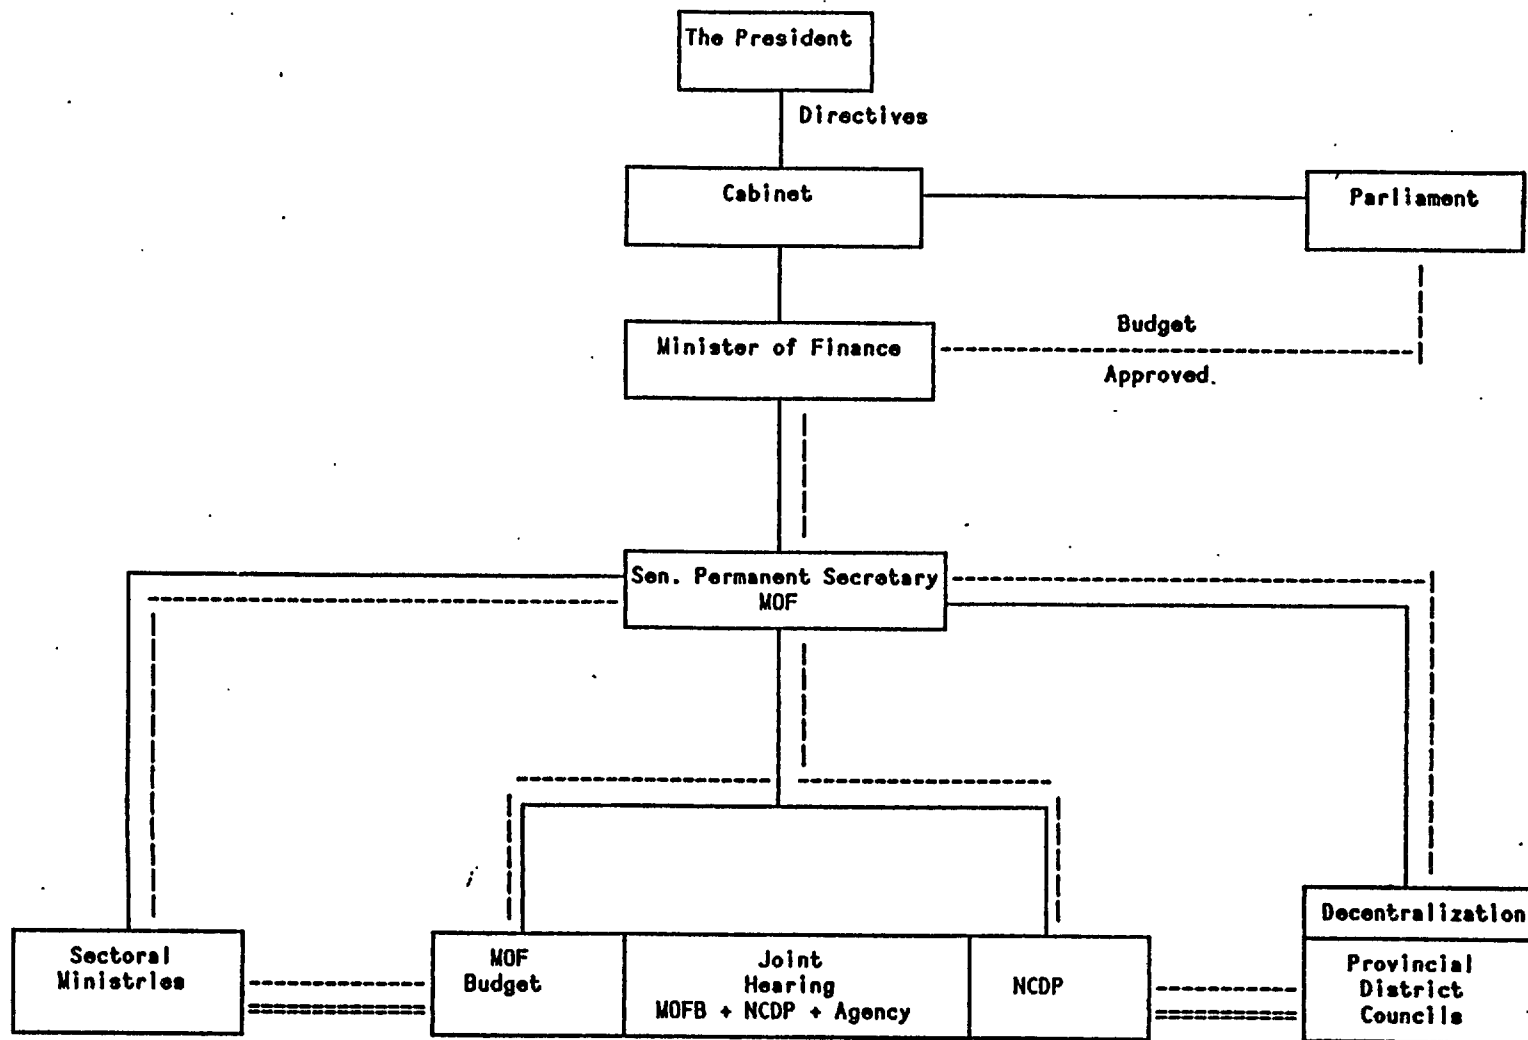 The President
Directives
Cabinet
Parliament
Minister of Finance
Budget
Approved.
Sen. Permanent Secretary
MOF
Sectoral
Ministries
MOF
Budget
Joint
Hearing
MOFB + NCDP + Agency
NCDP
Decentralization
Provincial
District
Councils